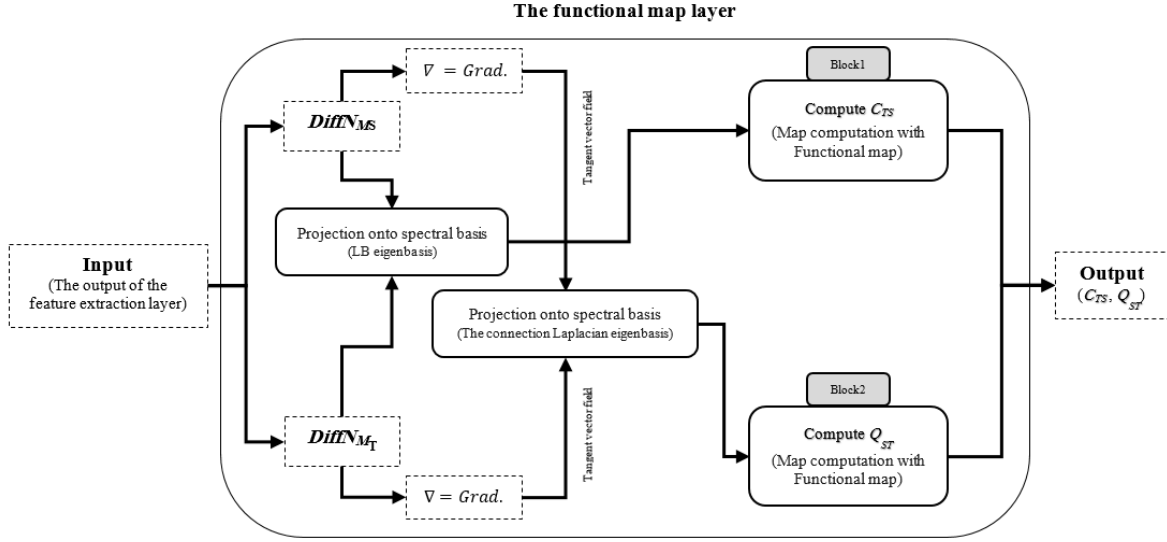 The functional map layer
∇ = Grad.
Block1
DiffN_MS
Tangent vector field
Compute C_TS
(Map computation with
Functional map)
Projection onto spectral basis
(LB eigenbasis)
Input
(The output of the
feature extraction layer)
Output
(C_TS, Q_ST)
Projection onto spectral basis
(The connection Laplacian eigenbasis)
Block2
DiffN_MT
Tangent vector field
Compute Q_ST
(Map computation with
Functional map)
∇ = Grad.